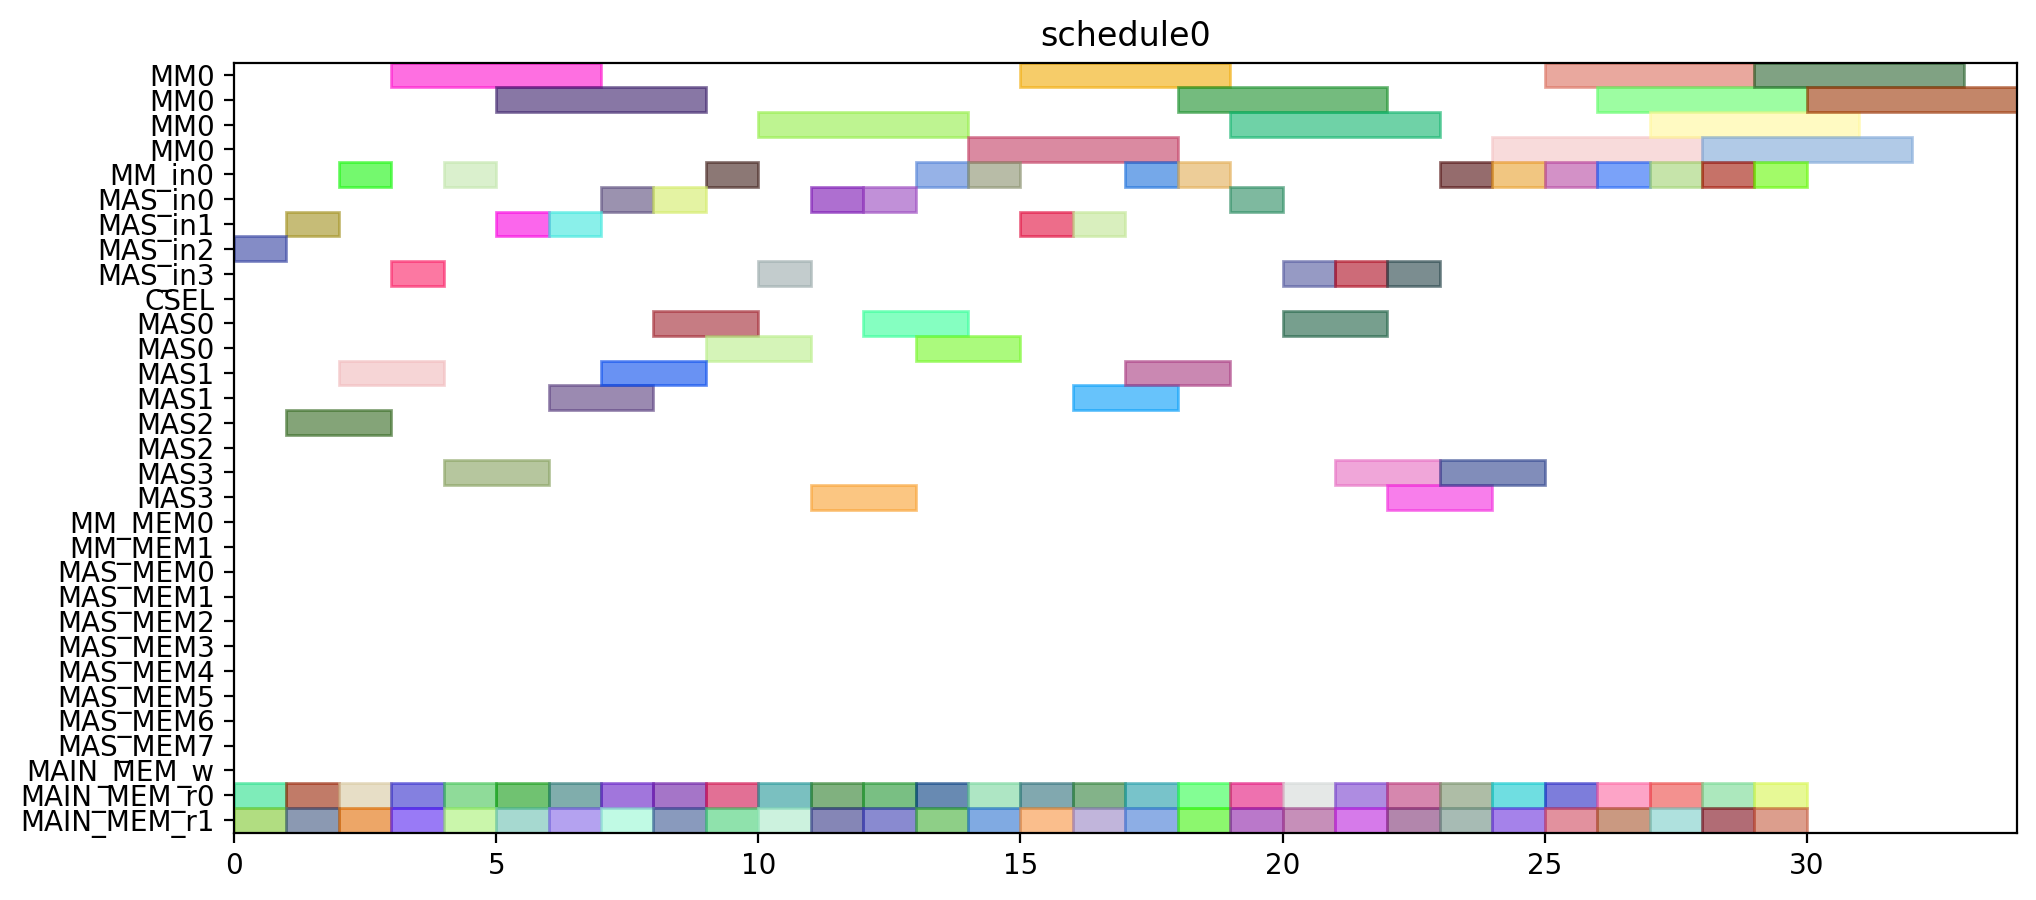 schedule0
MM0
MM0
MM0
MM0
MM_in0
MAS_in0
MAS_in1
MAS_in2
MAS_in3
CSEL
MAS0
MAS0
MAS1
MAS1
MAS2
MAS2
MAS3
MAS3
MM_MEM0
MM_MEM1
MAS_MEM0
MAS_MEM1
MAS_MEM2
MAS_MEM3
MAS_MEM4
MAS_MEM5
MAS_MEM6
MAS_MEM7
MAIN_MEM_w
MAIN_MEM_r0
MAIN_MEM_r1
0 5 10 15 20 25 30